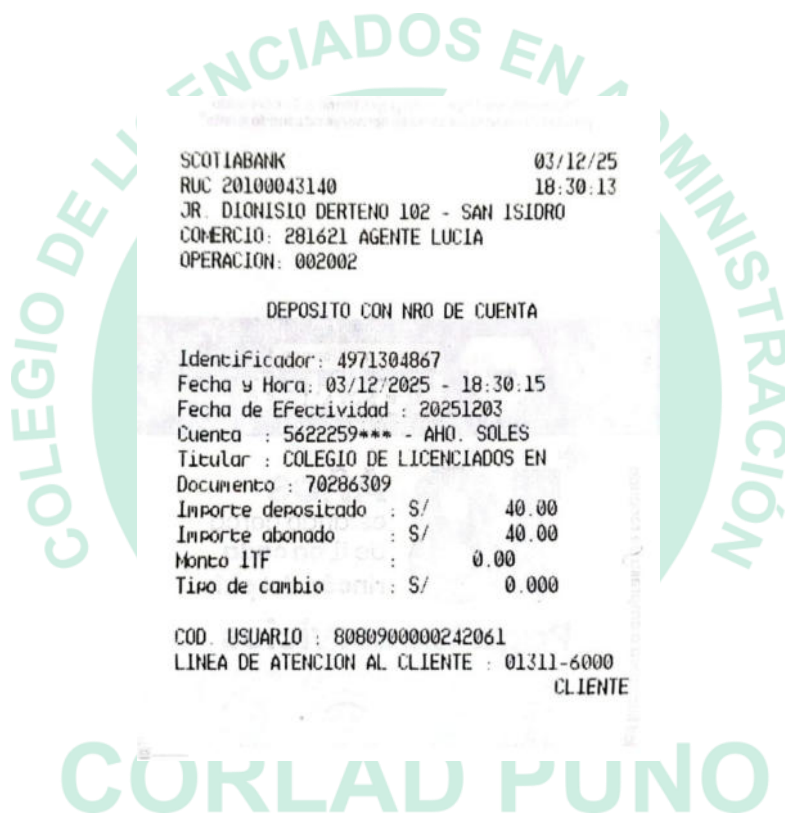 COLEGIO DE LICENCIADOS EN ADMINISTRACIÓN
SCOTIABANK 03/12/25
RUC 20100043140 18:30:13
JR. DIONISIO DERTENO 102 - SAN ISIDRO
COMERCIO: 281621 AGENTE LUCIA
OPERACION: 002002
DEPOSITO CON NRO DE CUENTA
Identificador: 4971304867
Fecha y Hora: 03/12/2025 - 18:30:15
Fecha de Efectividad : 20251203
Cuenta : 5622259*** - AHO. SOLES
Titular : COLEGIO DE LICENCIADOS EN
Documento : 70286309
Importe depositado : S/ 40.00
Importe abonado : S/ 40.00
Monto ITF : 0.00
Tipo de cambio : S/ 0.000
COD. USUARIO : 8080900000242061
LINEA DE ATENCION AL CLIENTE : 01311-6000
CLIENTE
CORLAD PUNO